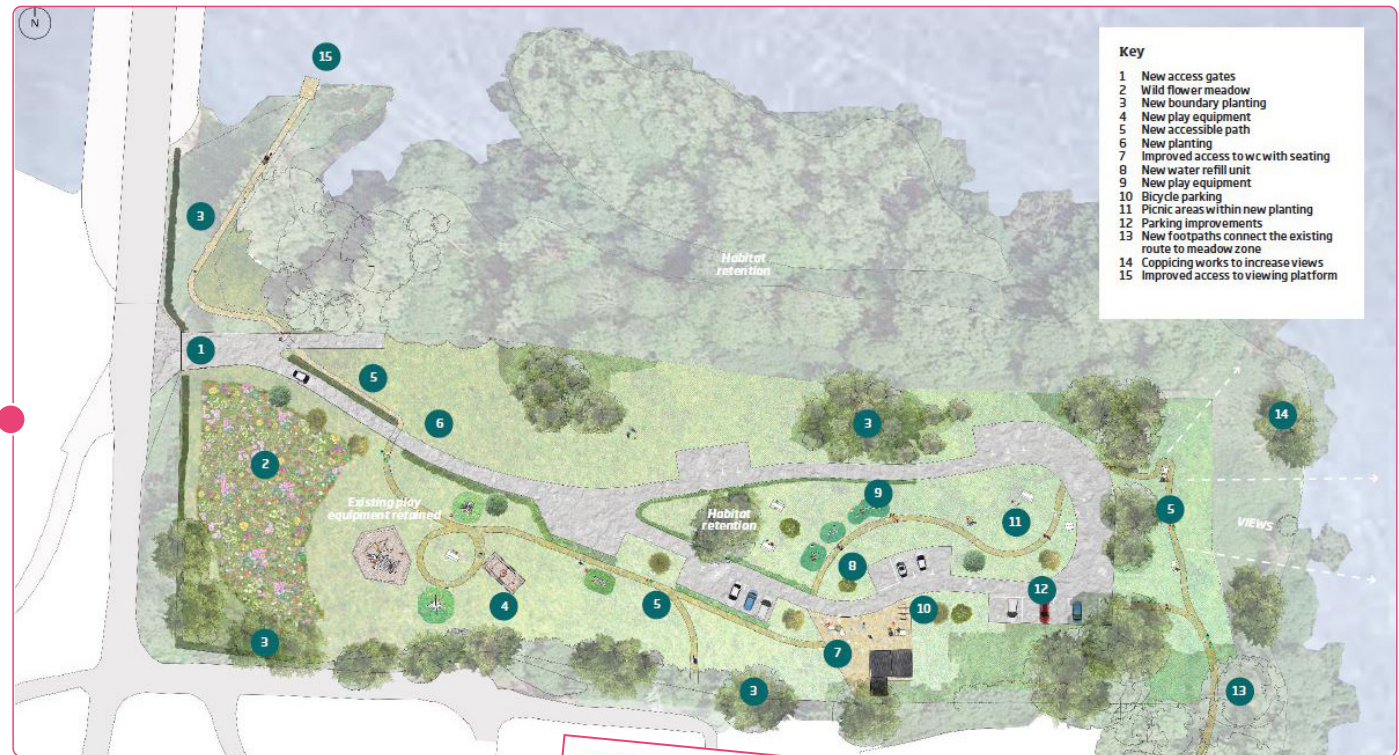 N
15
Key
1 New access gates
2 Wild flower meadow
3 New boundary planting
4 New play equipment
5 New accessible path
6 New planting
7 Improved access to wc with seating
8 New water refill unit
9 New play equipment
10 Bicycle parking
11 Picnic areas within new planting
12 Parking improvements
13 New footpaths connect the existing
route to meadow zone
14 Coppicing works to increase views
15 Improved access to viewing platform
3
Habitat
retention
1
5
6
3
14
2
Existing play
equipment retained
9
Habitat
retention
11
5
VIEWS
8
12
4
5
10
3
7
3
13